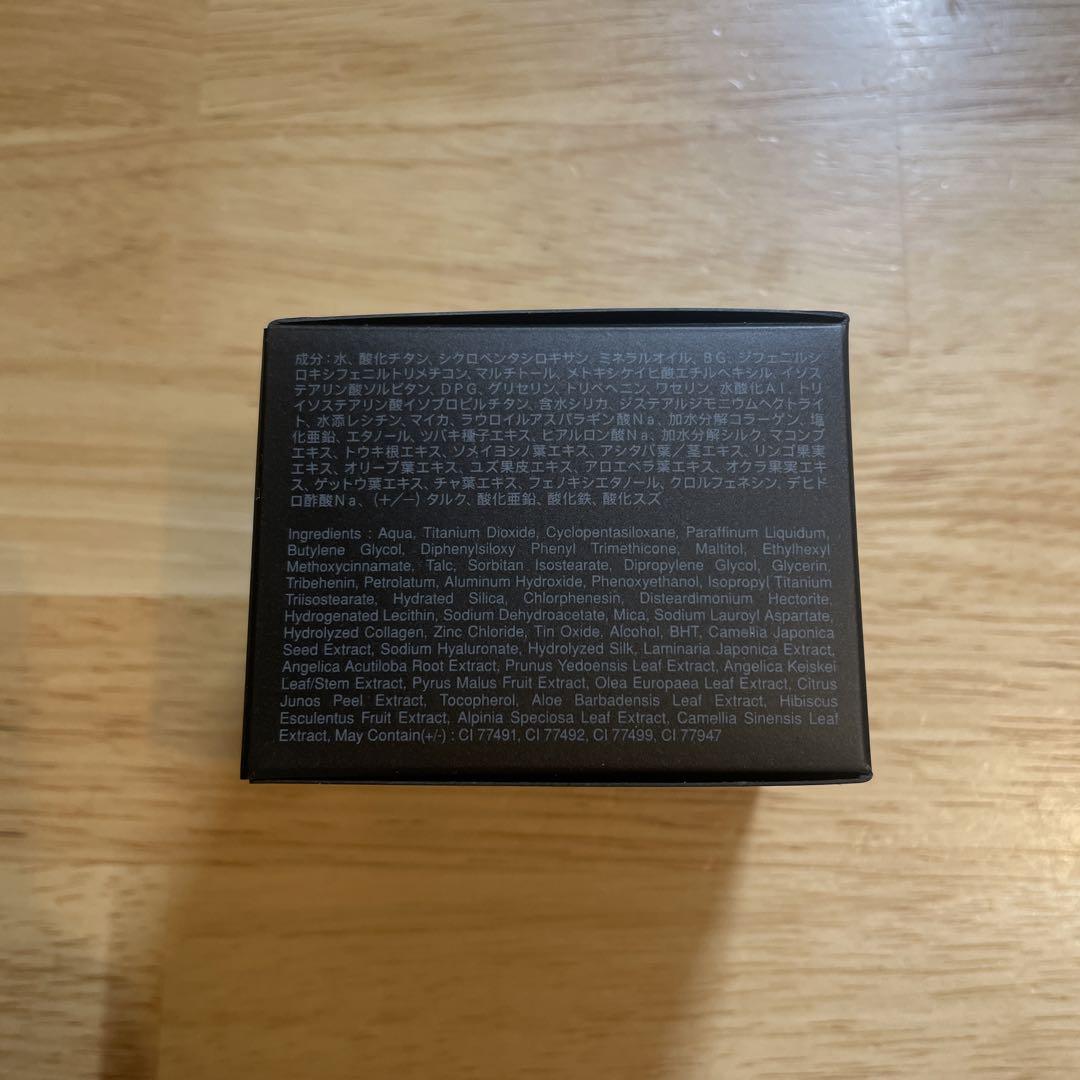 成分：水、酸化チタン、シクロペンタシロキサン、ミネラルオイル、BG、ジフェニルシ
ロキシフェニルトリメチコン、マルチトール、メトキシケイヒ酸エチルヘキシル、イソス
テアリン酸ソルビタン、DPG、グリセリン、トリベヘニン、ワセリン、水酸化Al、トリ
イソステアリン酸イソプロピルチタン、含水シリカ、ジステアルジモニウムヘクトライ
ト、水添レシチン、マイカ、ラウロイルアスパラギン酸Na、加水分解コラーゲン、塩
化亜鉛、エタノール、ツバキ種子エキス、ヒアルロン酸Na、加水分解シルク、マコンブ
エキス、トウキ根エキス、ソメイヨシノ葉エキス、アシタバ葉／茎エキス、リンゴ果実
エキス、オリーブ葉エキス、ユズ果皮エキス、アロエベラ葉エキス、オクラ果実エキ
ス、ゲットウ葉エキス、チャ葉エキス、フェノキシエタノール、クロルフェネシン、デヒド
ロ酢酸Na、（＋／－）タルク、酸化亜鉛、酸化鉄、酸化スズ
Ingredients : Aqua, Titanium Dioxide, Cyclopentasiloxane, Paraffinum Liquidum,
Butylene Glycol, Diphenylsiloxy Phenyl Trimethicone, Maltitol, Ethylhexyl
Methoxycinnamate, Talc, Sorbitan Isostearate, Dipropylene Glycol, Glycerin,
Tribehenin, Petrolatum, Aluminum Hydroxide, Phenoxyethanol, Isopropyl Titanium
Triisostearate, Hydrated Silica, Chlorphenesin, Disteardimonium Hectorite,
Hydrogenated Lecithin, Sodium Dehydroacetate, Mica, Sodium Lauroyl Aspartate,
Hydrolyzed Collagen, Zinc Chloride, Tin Oxide, Alcohol, BHT, Camellia Japonica
Seed Extract, Sodium Hyaluronate, Hydrolyzed Silk, Laminaria Japonica Extract,
Angelica Acutiloba Root Extract, Prunus Yedoensis Leaf Extract, Angelica Keiskei
Leaf/Stem Extract, Pyrus Malus Fruit Extract, Olea Europaea Leaf Extract, Citrus
Junos Peel Extract, Tocopherol, Aloe Barbadensis Leaf Extract, Hibiscus
Esculentus Fruit Extract, Alpinia Speciosa Leaf Extract, Camellia Sinensis Leaf
Extract, May Contain(+/-) : CI 77491, CI 77492, CI 77499, CI 77947